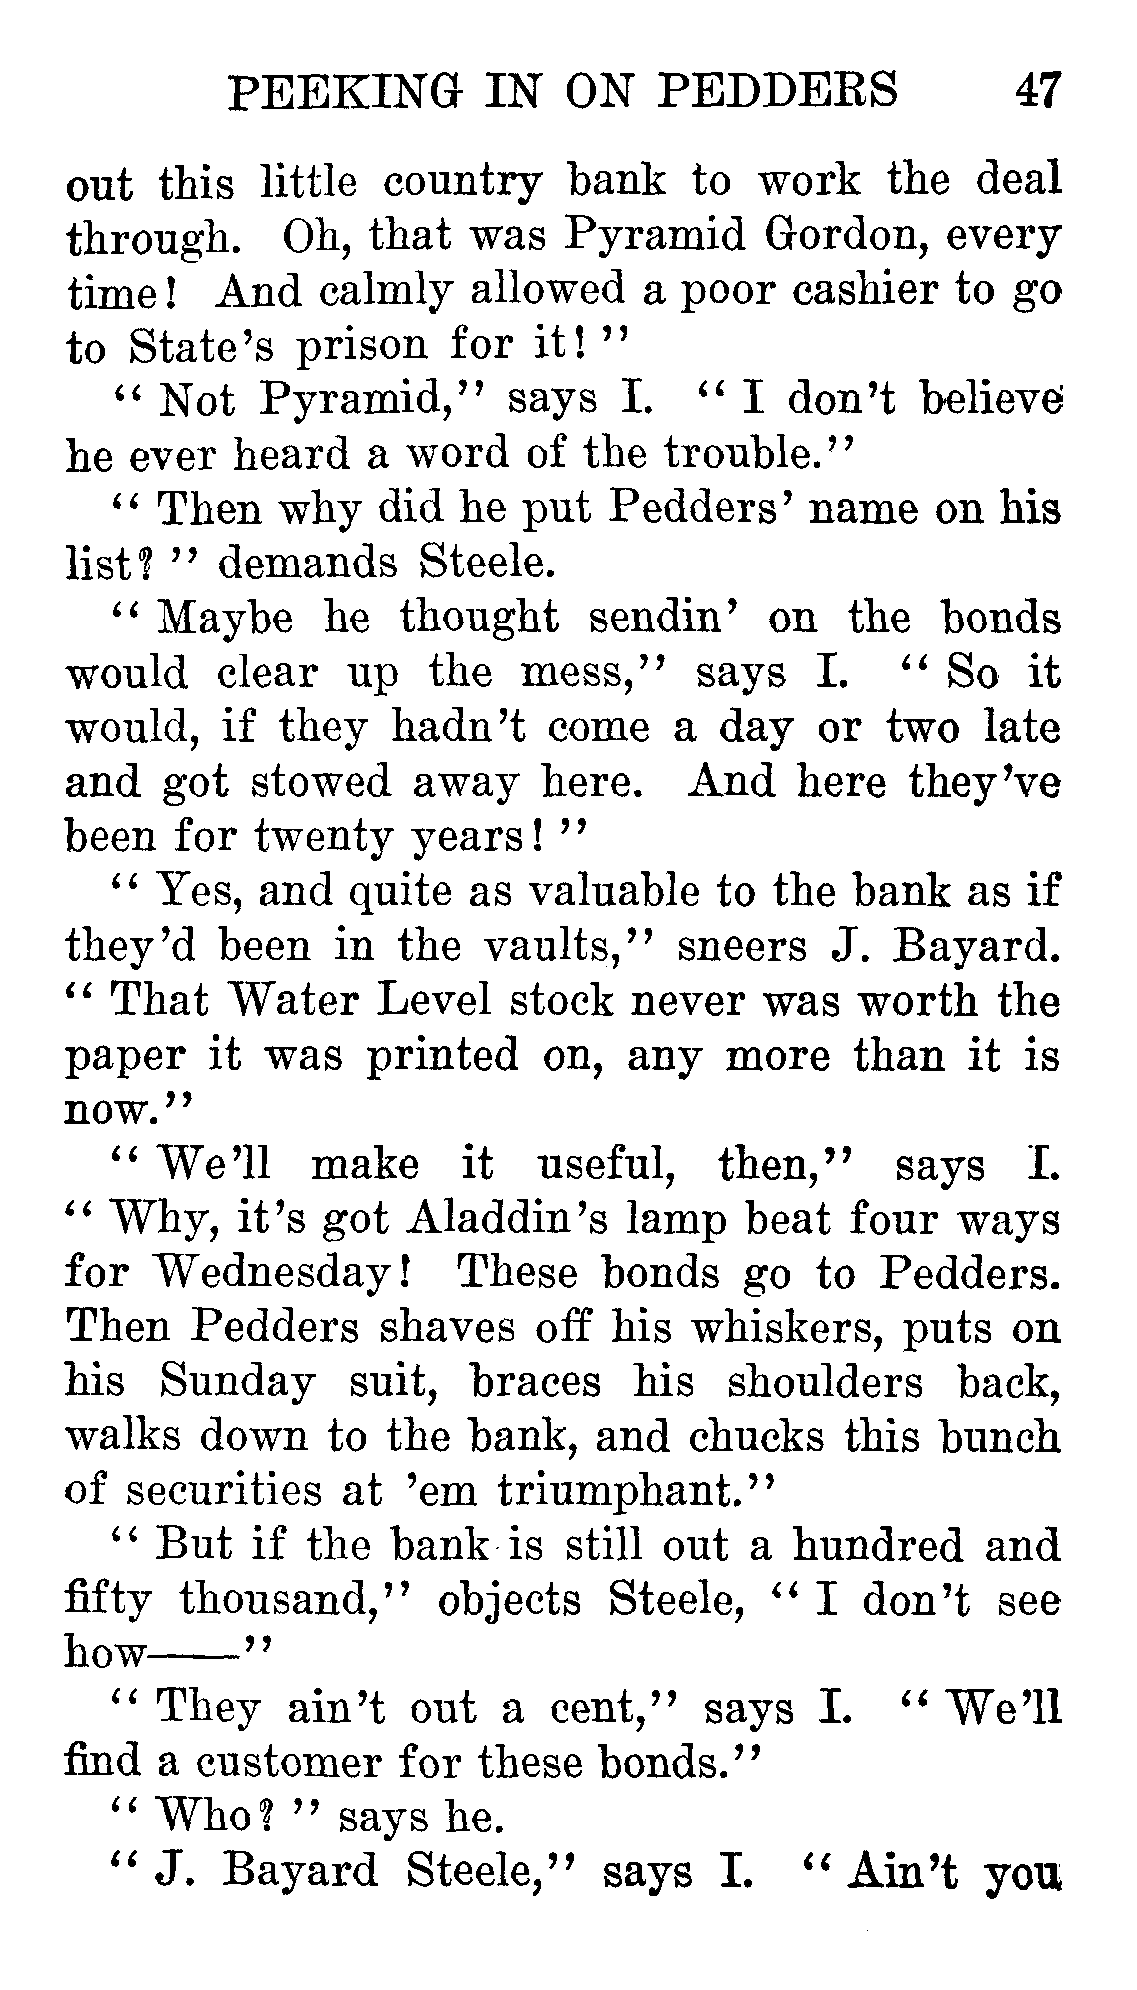 PEEKING IN ON PEDDERS 47
out this little country bank to work the deal
through. Oh, that was Pyramid Gordon, every
time! And calmly allowed a poor cashier to go
to State's prison for it!"
"Not Pyramid," says I. "I don't believe
he ever heard a word of the trouble."
"Then why did he put Pedders' name on his
list?" demands Steele.
"Maybe he thought sendin' on the bonds
would clear up the mess," says I. "So it
would, if they hadn't come a day or two late
and got stowed away here. And here they've
been for twenty years!"
"Yes, and quite as valuable to the bank as if
they'd been in the vaults," sneers J. Bayard.
"That Water Level stock never was worth the
paper it was printed on, any more than it is
now."
"We'll make it useful, then," says I.
"Why, it's got Aladdin's lamp beat four ways
for Wednesday! These bonds go to Pedders.
Then Pedders shaves off his whiskers, puts on
his Sunday suit, braces his shoulders back,
walks down to the bank, and chucks this bunch
of securities at 'em triumphant."
"But if the bank is still out a hundred and
fifty thousand," objects Steele, "I don't see
how——"
"They ain't out a cent," says I. "We'll
find a customer for these bonds."
"Who?" says he.
"J. Bayard Steele," says I. "Ain't you